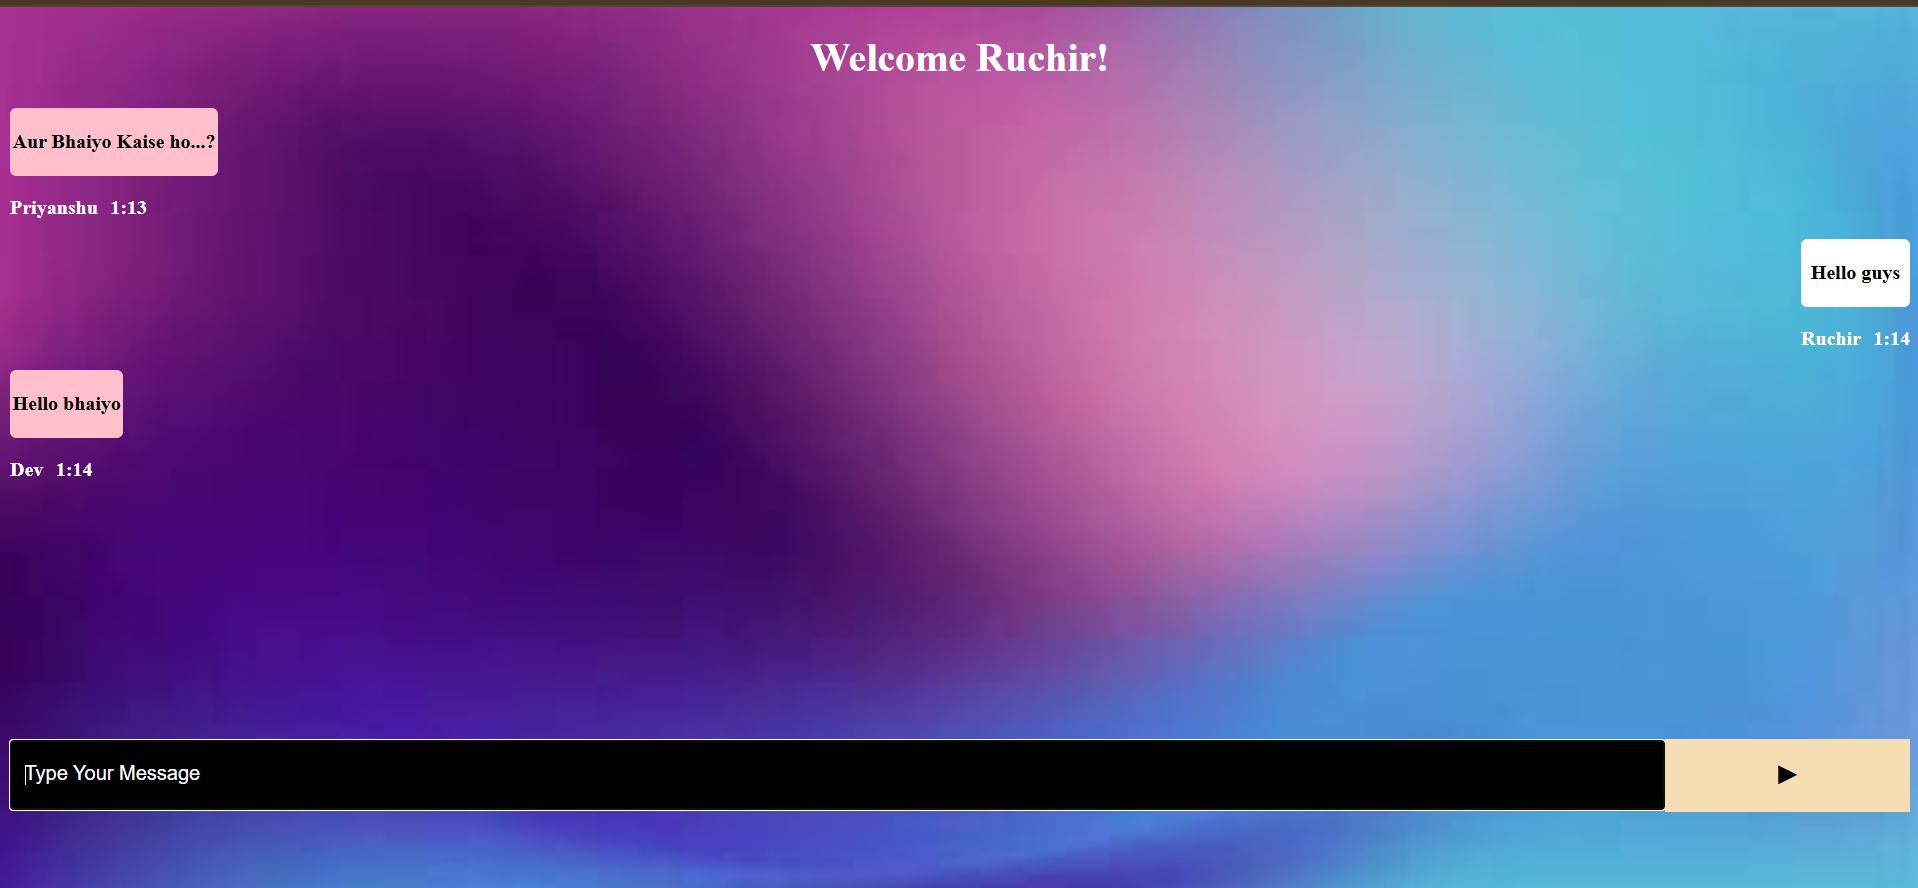 Welcome Ruchir!
Aur Bhaiyo Kaise ho...?
Priyanshu 1:13
Hello guys
Ruchir 1:14
Hello bhaiyo
Dev 1:14
Type Your Message